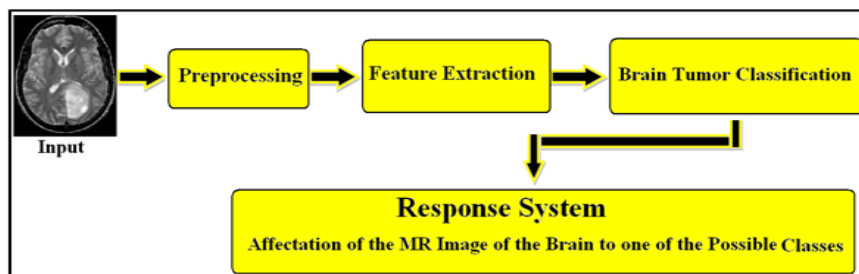 Input
Preprocessing
Feature Extraction
Brain Tumor Classification
Response System
Affectation of the MR Image of the Brain to one of the Possible Classes